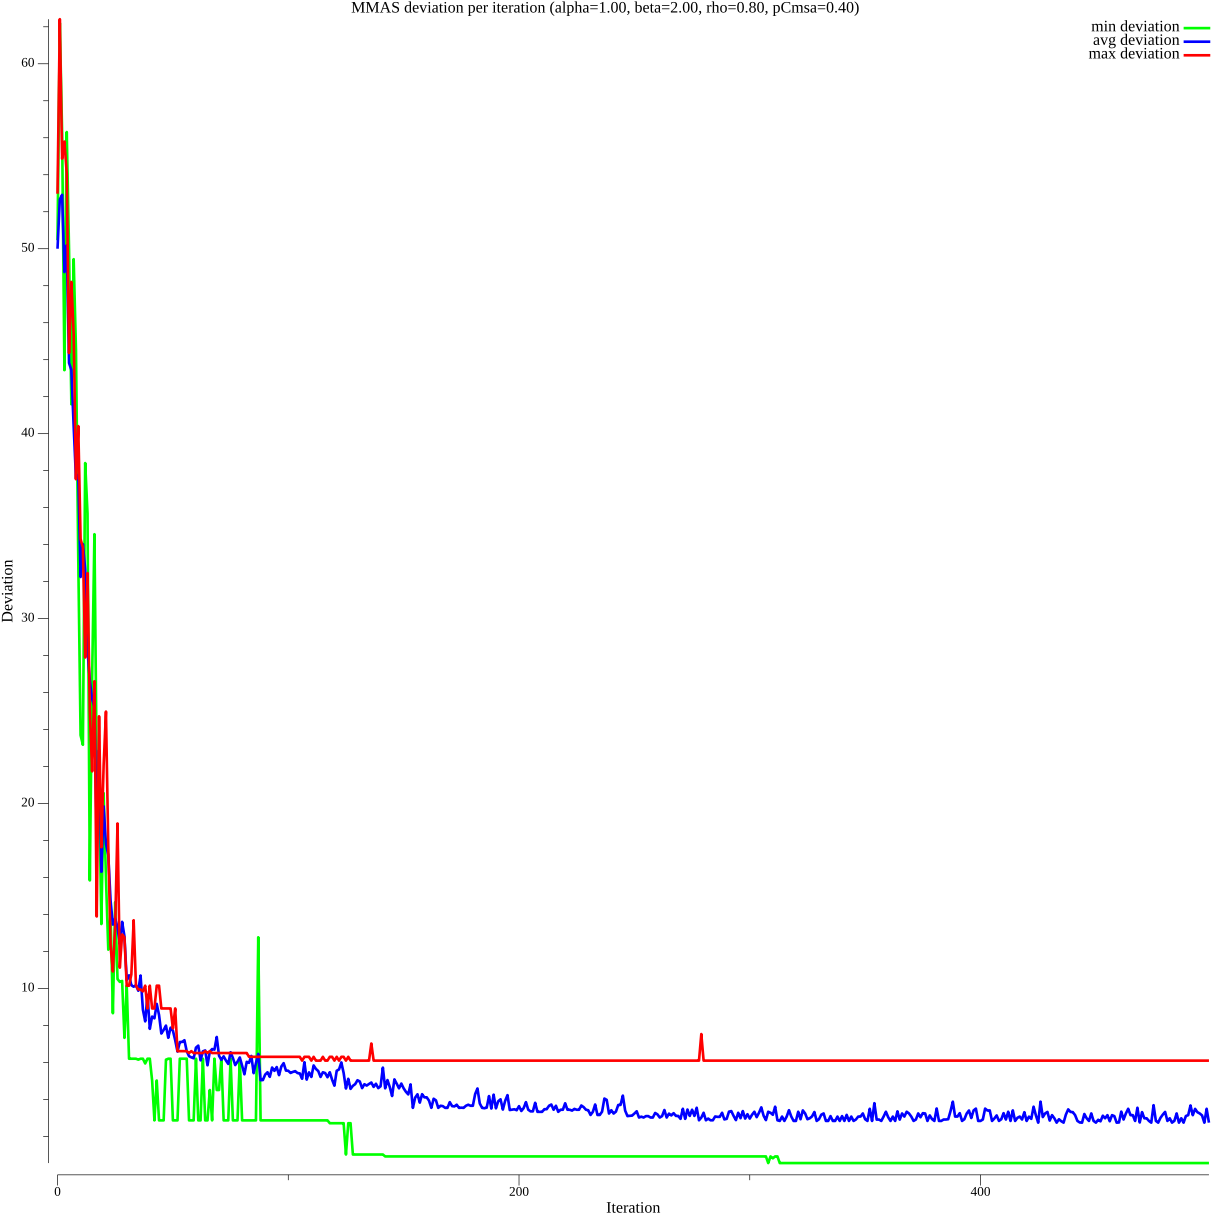 MMAS deviation per iteration (alpha=1.00, beta=2.00, rho=0.80, pCmsa=0.40)
min deviation
avg deviation
max deviation
60
50
40
30
20
10
Deviation
0
200
400
Iteration